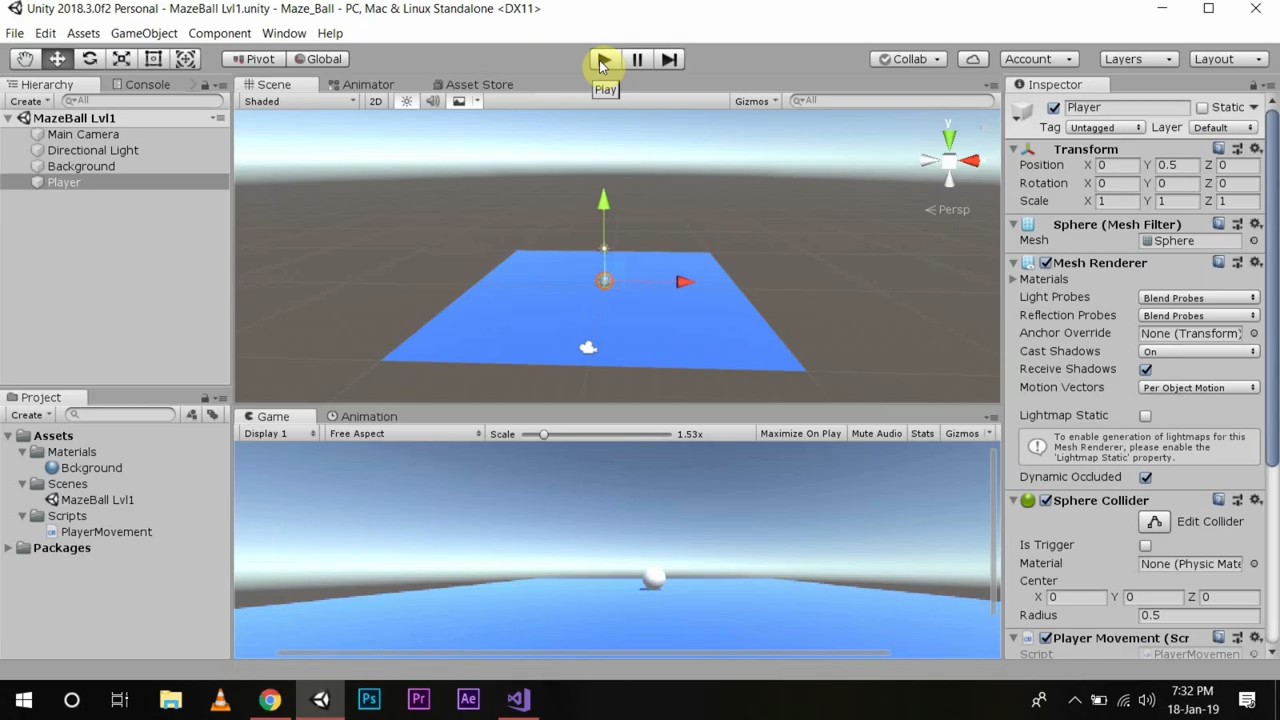 Unity 2018.3.0f2 Personal - MazeBall Lvl1.unity - Maze_Ball - PC, Mac & Linux Standalone <DX11>
File Edit Assets GameObject Component Window Help
Pivot Global Collab Account Layers Layout
Play
Hierarchy Console
Create All
MazeBall Lvl1
Main Camera
Directional Light
Background
Player
Scene Animator Asset Store
Shaded 2D Gizmos All
y
Persp
Project
Create
Assets
Materials
Bckground
Scenes
MazeBall Lvl1
Scripts
PlayerMovement
Packages
Game Animation
Display 1 Free Aspect Scale 1.53x Maximize On Play Mute Audio Stats Gizmos
Inspector
Player Static
Tag Untagged Layer Default
Transform
Position X 0 Y 0.5 Z 0
Rotation X 0 Y 0 Z 0
Scale X 1 Y 1 Z 1
Sphere (Mesh Filter)
Mesh Sphere
Mesh Renderer
Materials
Light Probes Blend Probes
Reflection Probes Blend Probes
Anchor Override None (Transform)
Cast Shadows On
Receive Shadows
Motion Vectors Per Object Motion
Lightmap Static
To enable generation of lightmaps for this
Mesh Renderer, please enable the
'Lightmap Static' property.
Dynamic Occluded
Sphere Collider
Edit Collider
Is Trigger
Material None (Physic Mate
Center
X 0 Y 0 Z 0
Radius 0.5
Player Movement (Scr
Script PlayerMovemen
Ps Pr Ae
7:32 PM
18-Jan-19